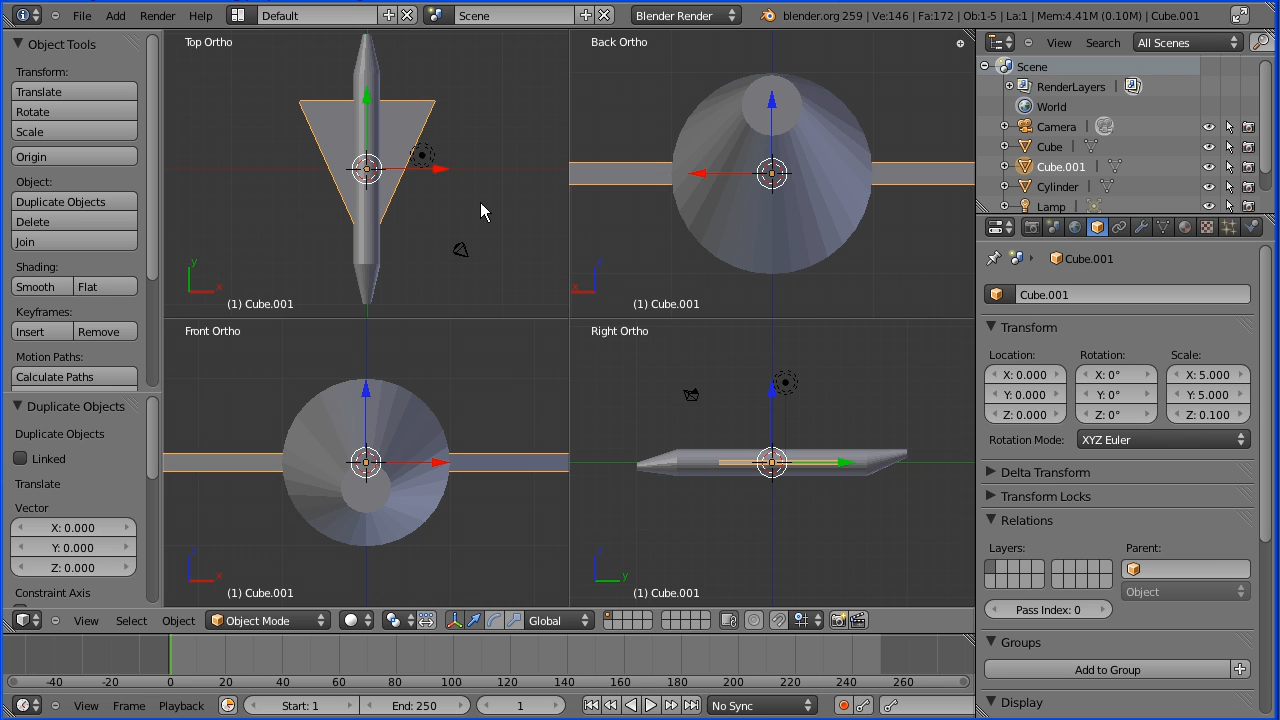 File Add Render Help Default Scene Blender Render blender.org 259 | Ve:146 | Fa:172 | Ob:1-5 | La:1 | Mem:4.41M (0.10M) | Cube.001
Object Tools
Transform:
Translate
Rotate
Scale
Origin
Object:
Duplicate Objects
Delete
Join
Shading:
Smooth Flat
Keyframes:
Insert Remove
Motion Paths:
Calculate Paths
Duplicate Objects
Duplicate Objects
Linked
Translate
Vector
X: 0.000
Y: 0.000
Z: 0.000
Constraint Axis
Top Ortho
y
x
(1) Cube.001
Back Ortho
x
z
(1) Cube.001
Front Ortho
z
x
(1) Cube.001
Right Ortho
z
y
(1) Cube.001
View Select Object Object Mode Global
-40 -20 0 20 40 60 80 100 120 140 160 180 200 220 240 260
View Frame Playback Start: 1 End: 250 1 No Sync
View Search All Scenes
Scene
RenderLayers
World
Camera
Cube
Cube.001
Cylinder
Lamp
Cube.001
Cube.001
Transform
Location: Rotation: Scale:
X: 0.000 X: 0° X: 5.000
Y: 0.000 Y: 0° Y: 5.000
Z: 0.000 Z: 0° Z: 0.100
Rotation Mode: XYZ Euler
Delta Transform
Transform Locks
Relations
Layers: Parent:
Object
Pass Index: 0
Groups
Add to Group
Display